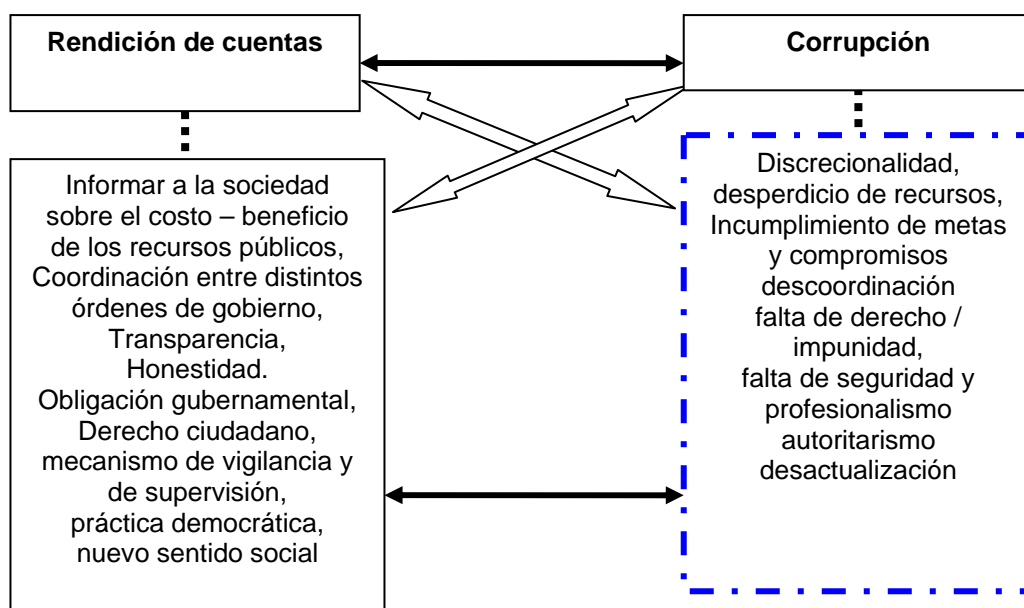 Rendición de cuentas
Corrupción
Informar a la sociedad
sobre el costo – beneficio
de los recursos públicos,
Coordinación entre distintos
órdenes de gobierno,
Transparencia,
Honestidad.
Obligación gubernamental,
Derecho ciudadano,
mecanismo de vigilancia y
de supervisión,
práctica democrática,
nuevo sentido social
Discrecionalidad,
desperdicio de recursos,
Incumplimiento de metas
y compromisos
descoordinación
falta de derecho /
impunidad,
falta de seguridad y
profesionalismo
autoritarismo
desactualización